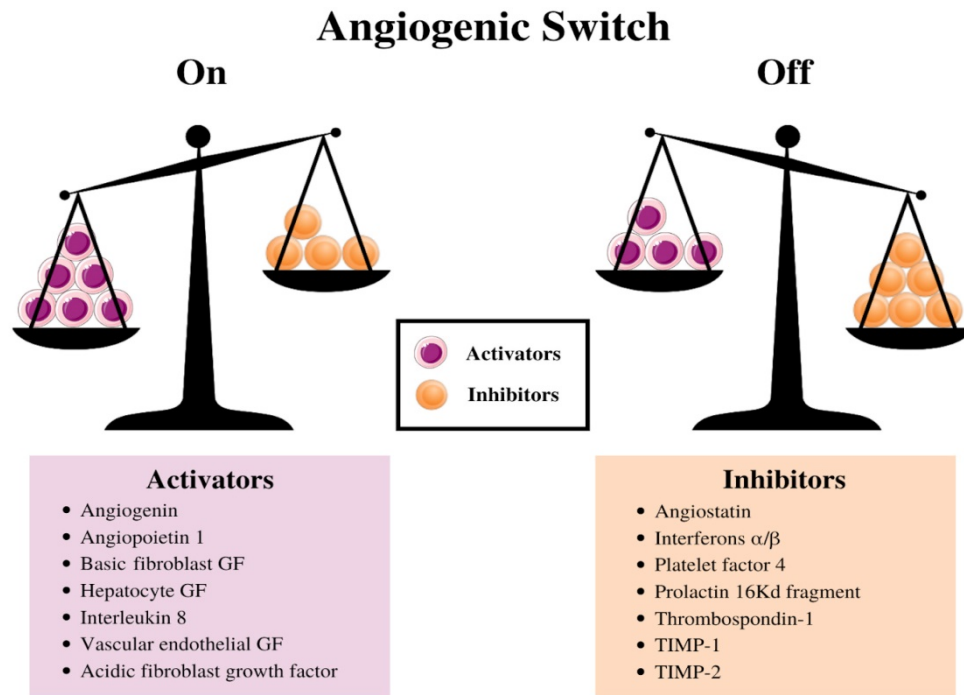 Angiogenic Switch
On
Off
Activators
Inhibitors
Activators
• Angiogenin
• Angiopoietin 1
• Basic fibroblast GF
• Hepatocyte GF
• Interleukin 8
• Vascular endothelial GF
• Acidic fibroblast growth factor
Inhibitors
• Angiostatin
• Interferons α/β
• Platelet factor 4
• Prolactin 16Kd fragment
• Thrombospondin-1
• TIMP-1
• TIMP-2